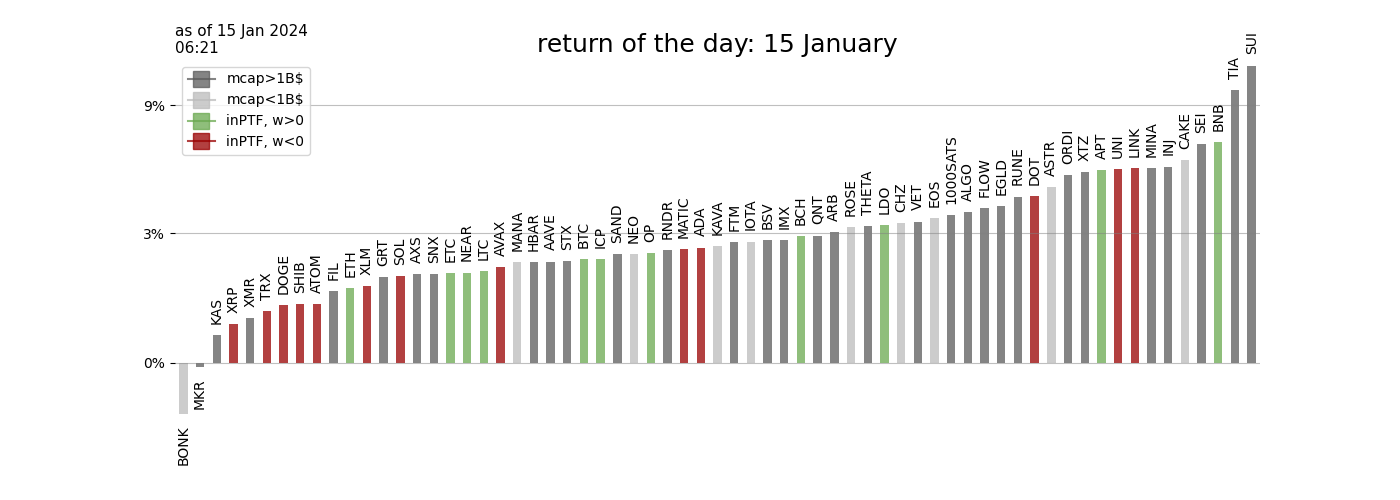 as of 15 Jan 2024
06:21
return of the day: 15 January
mcap>1B$
mcap<1B$
inPTF, w>0
inPTF, w<0
9%
3%
0%
BONK
MKR
KAS
XRP
XMR
TRX
DOGE
SHIB
ATOM
FIL
ETH
XLM
GRT
SOL
AXS
SNX
ETC
NEAR
LTC
AVAX
MANA
HBAR
AAVE
STX
BTC
ICP
SAND
NEO
OP
RNDR
MATIC
ADA
KAVA
FTM
IOTA
BSV
IMX
BCH
QNT
ARB
ROSE
THETA
LDO
CHZ
VET
EOS
1000SATS
ALGO
FLOW
EGLD
RUNE
DOT
ASTR
ORDI
XTZ
APT
UNI
LINK
MINA
INJ
CAKE
SEI
BNB
TIA
SUI